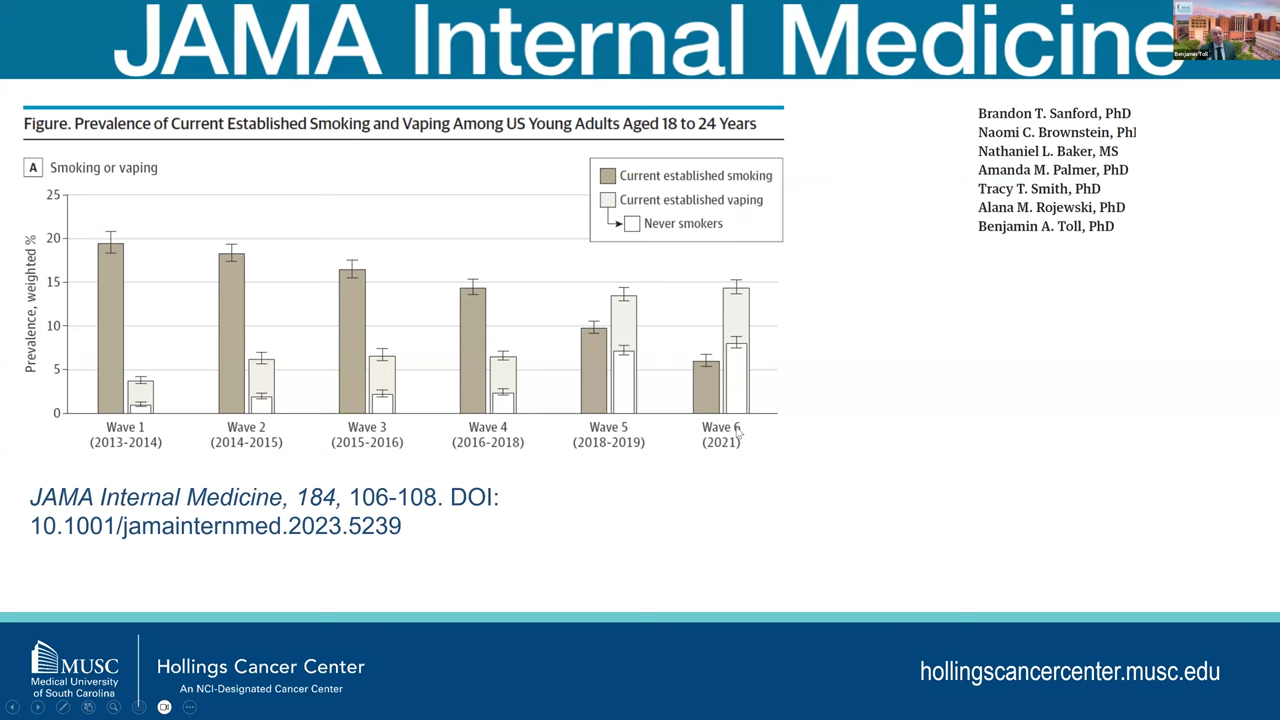 JAMA Internal Medicine
Benjamin Toll
Figure. Prevalence of Current Established Smoking and Vaping Among US Young Adults Aged 18 to 24 Years
A Smoking or vaping
Current established smoking
Current established vaping
Never smokers
Prevalence, weighted %
25
20
15
10
5
0
Wave 1
(2013-2014)
Wave 2
(2014-2015)
Wave 3
(2015-2016)
Wave 4
(2016-2018)
Wave 5
(2018-2019)
Wave 6
(2021)
Brandon T. Sanford, PhD
Naomi C. Brownstein, Ph
Nathaniel L. Baker, MS
Amanda M. Palmer, PhD
Tracy T. Smith, PhD
Alana M. Rojewski, PhD
Benjamin A. Toll, PhD
JAMA Internal Medicine, 184, 106-108. DOI:
10.1001/jamainternmed.2023.5239
MUSC
Medical University
of South Carolina
Hollings Cancer Center
An NCI-Designated Cancer Center
hollingscancercenter.musc.edu